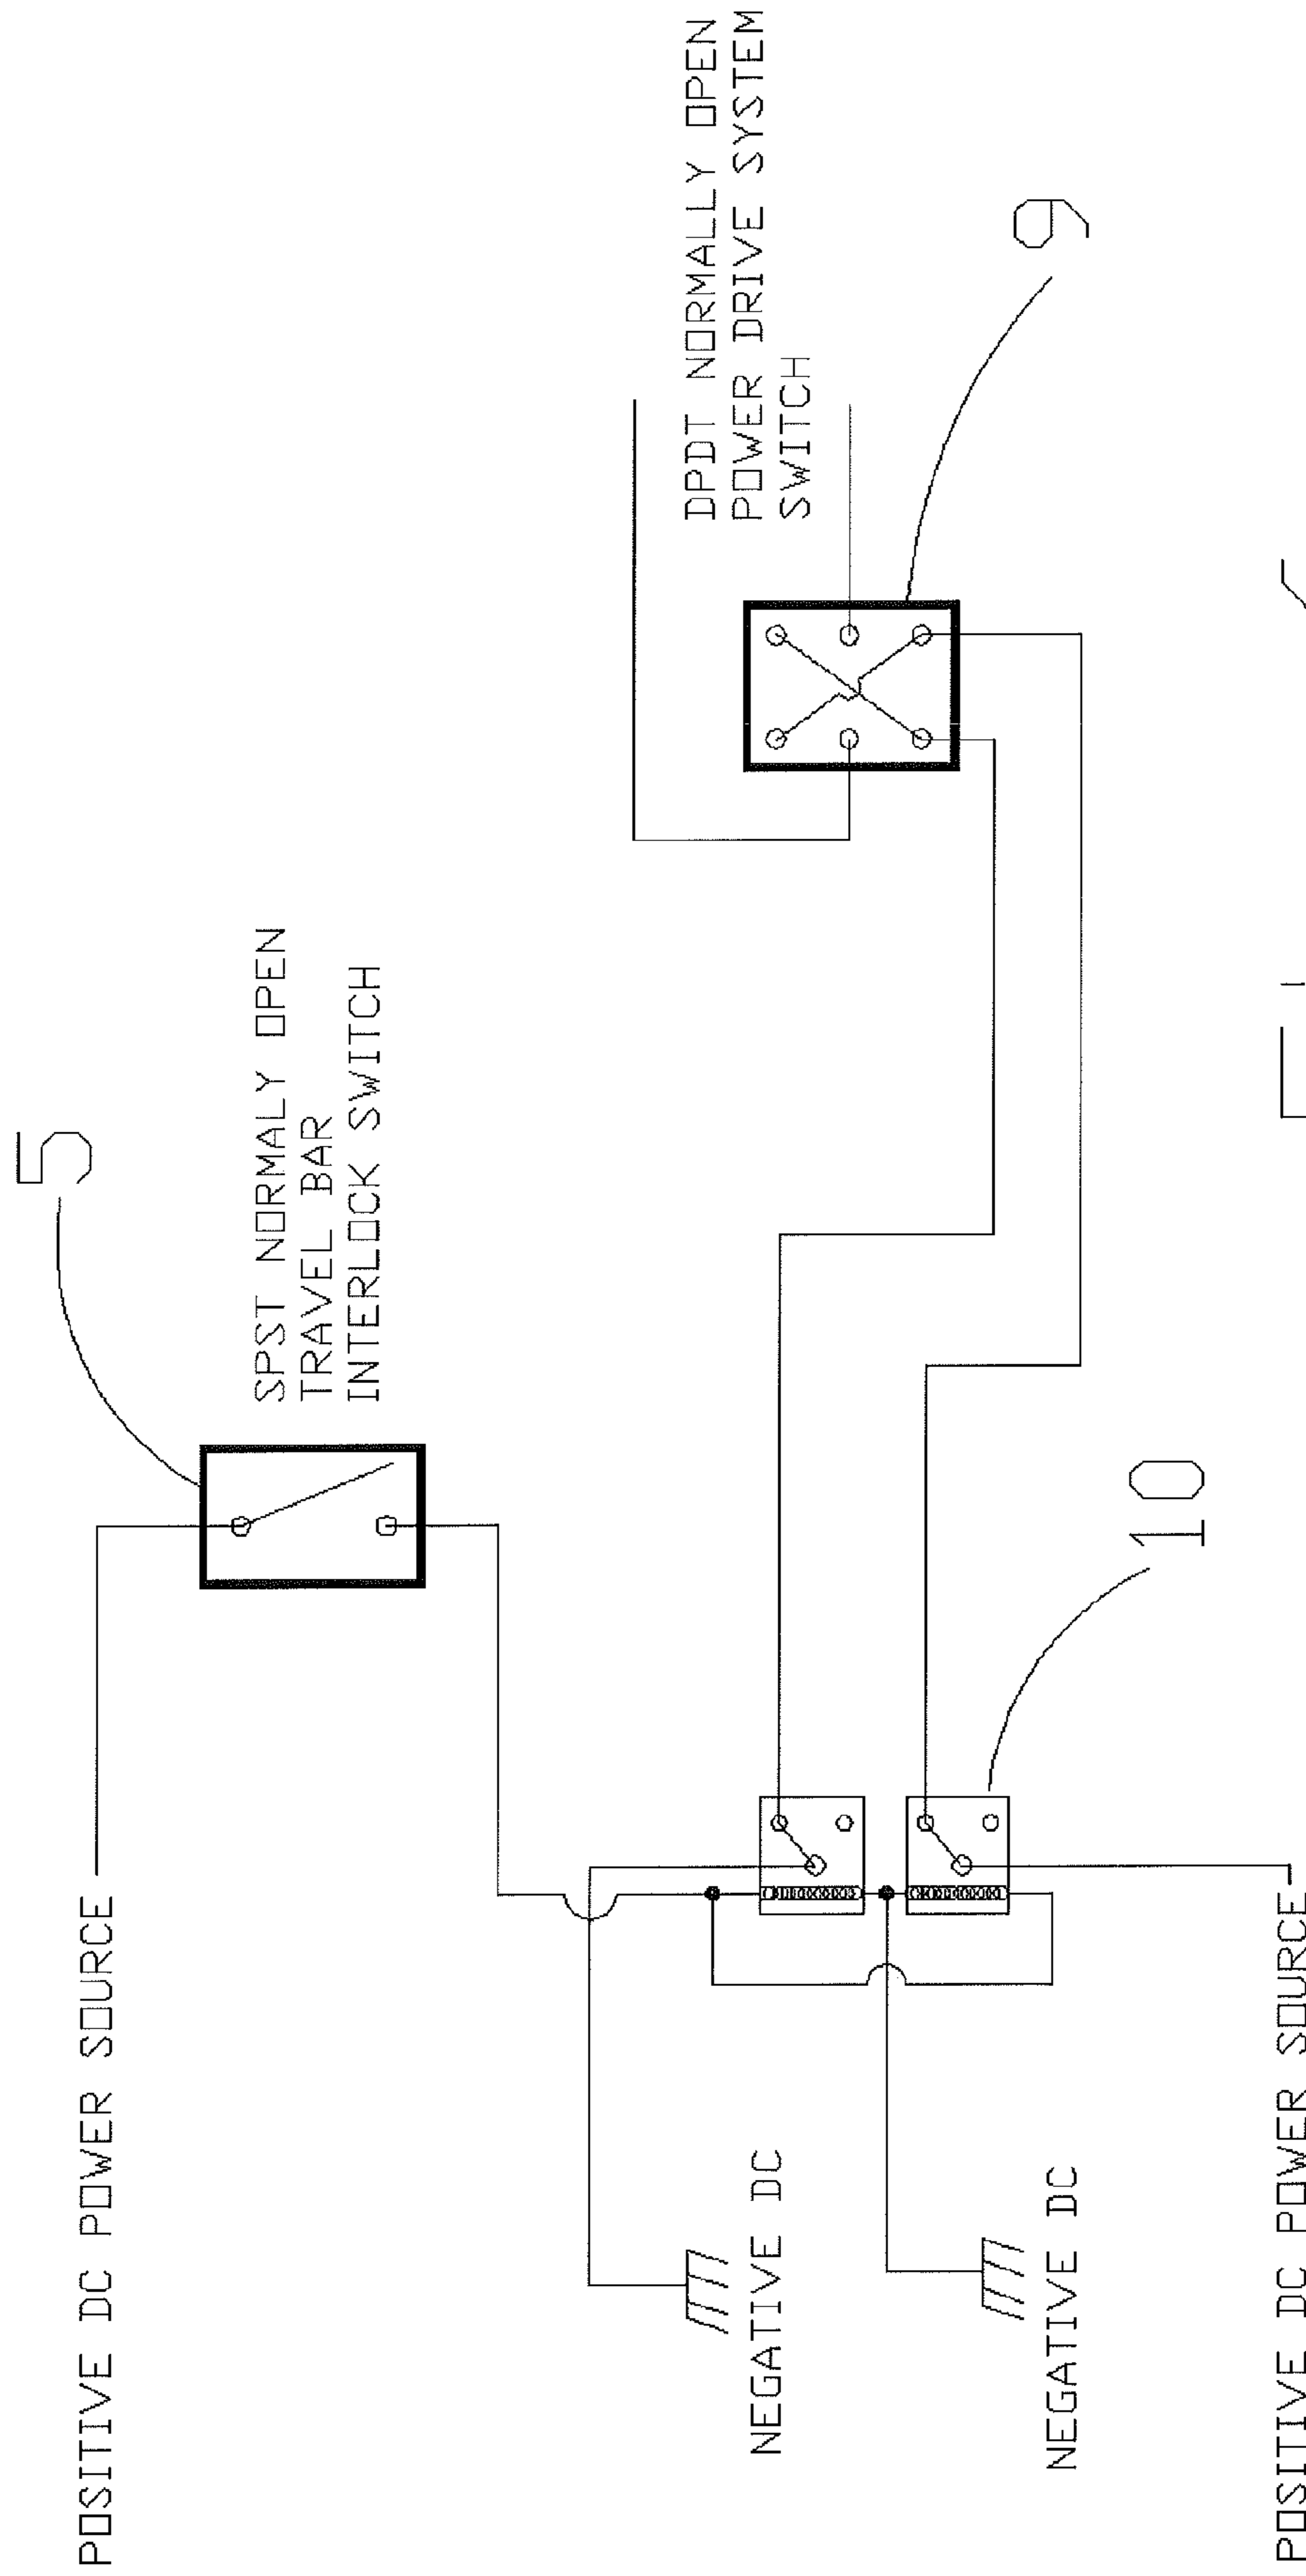 POSITIVE DC POWER SOURCE
5
SPST NORMALY OPEN
TRAVEL BAR
INTERLOCK SWITCH
DPDT NORMALLY OPEN
POWER DRIVE SYSTEM
SWITCH
9
10
NEGATIVE DC
NEGATIVE DC
POSITIVE DC POWER SOURCE